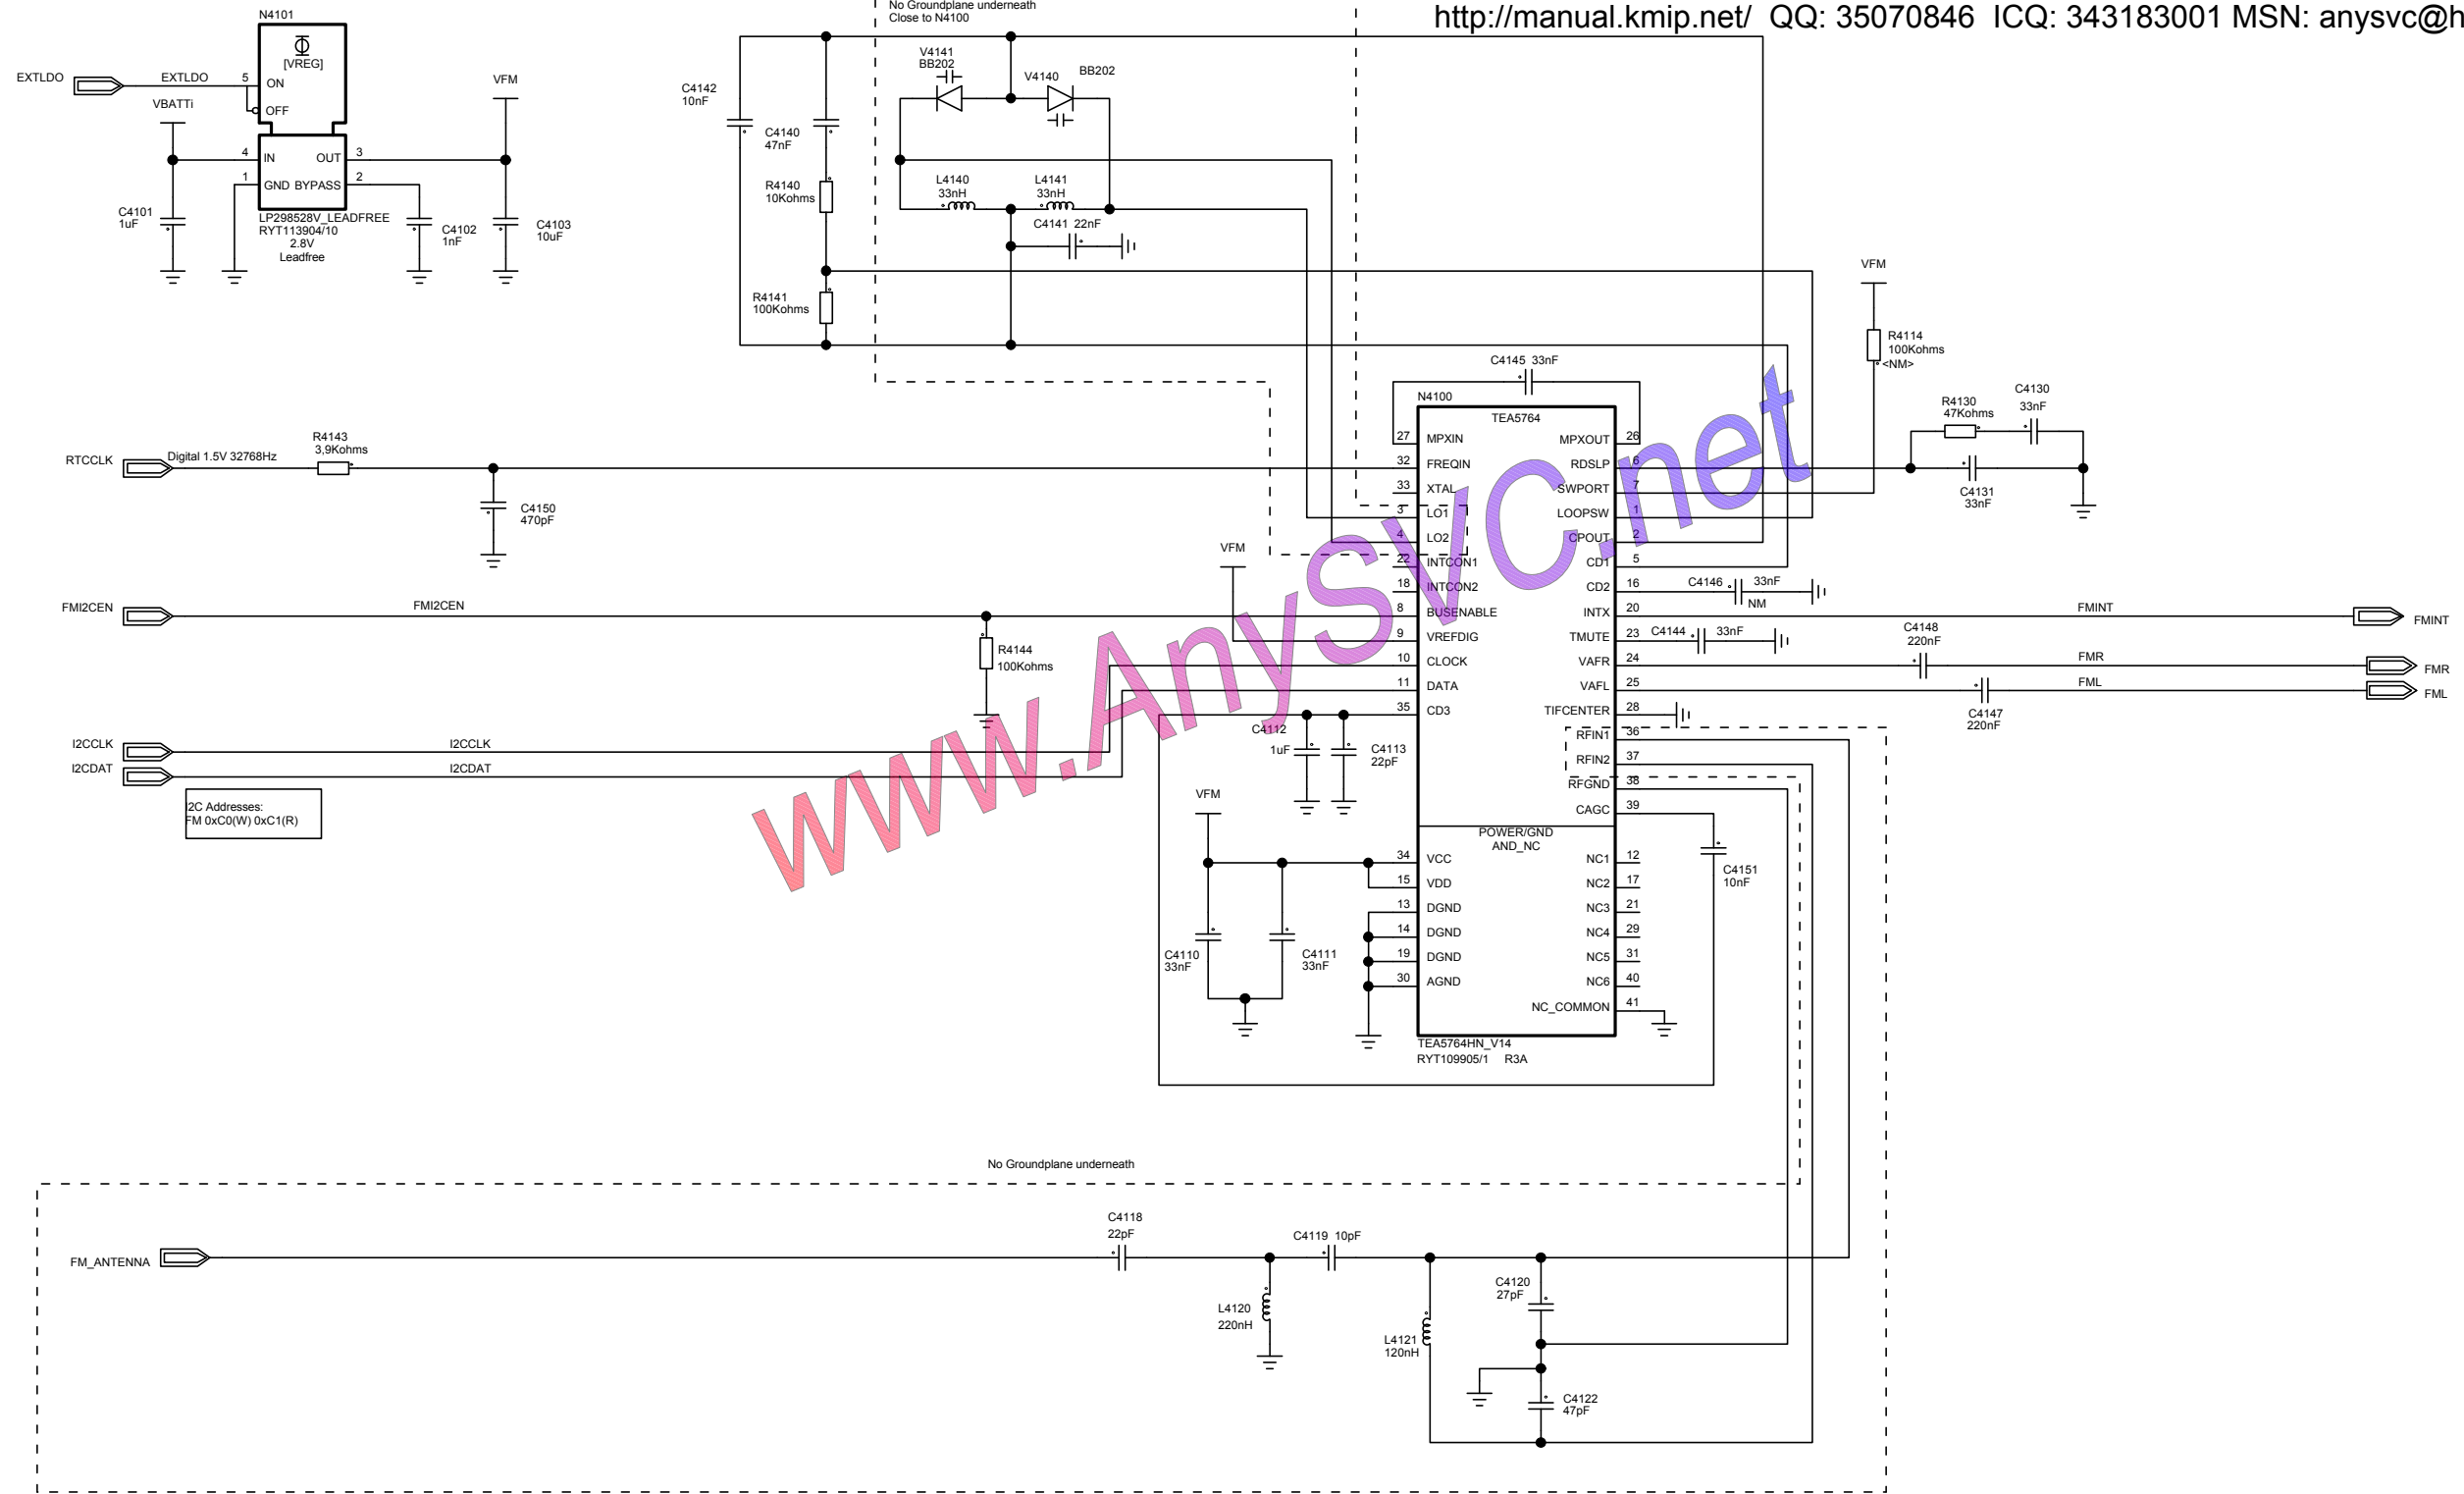 No Groundplane underneath
Close to N4100
http://manual.kmip.net/ QQ: 35070846 ICQ: 343183001 MSN: anysvc@h
N4101
[VREG]
EXTLDO
EXTLDO
5
ON
OFF
VBATTi
VFM
4
IN
OUT
3
1
GND
BYPASS
2
C4101
1uF
LP298528V_LEADFREE
RYT113904/10
2.8V
Leadfree
C4102
1nF
C4103
10uF
C4142
10nF
C4140
47nF
R4140
10Kohms
R4141
100Kohms
V4141
BB202
V4140
BB202
L4140
33nH
L4141
33nH
C4141 22nF
VFM
R4114
100Kohms
<NM>
C4145 33nF
N4100
TEA5764
R4130
47Kohms
C4130
33nF
C4131
33nF
RTCCLK
Digital 1.5V 32768Hz
R4143
3,9Kohms
C4150
470pF
27 MPXIN
32 FREQIN
33 XTAL
3 LO1
4 LO2
22 INTCON1
18 INTCON2
8 BUSENABLE
9 VREFDIG
10 CLOCK
11 DATA
35 CD3
MPXOUT 26
RDSLP 6
SWPORT 7
LOOPSW 1
CPOUT 2
CD1 5
CD2 16
INTX 20
TMUTE 23
VAFR 24
VAFL 25
TIFCENTER 28
RFIN1 36
RFIN2 37
RFGND 38
CAGC 39
VFM
C4146 33nF
NM
C4144 33nF
FMI2CEN
FMI2CEN
R4144
100Kohms
FMINT
FMINT
C4148
220nF
FMR
FMR
FML
FML
C4147
220nF
I2CCLK
I2CCLK
I2CDAT
I2CDAT
I2C Addresses:
FM 0xC0(W) 0xC1(R)
C4112
1uF
C4113
22pF
VFM
POWER/GND
AND_NC
34 VCC
15 VDD
13 DGND
14 DGND
19 DGND
30 AGND
NC1 12
NC2 17
NC3 21
NC4 29
NC5 31
NC6 40
NC_COMMON 41
C4151
10nF
C4110
33nF
C4111
33nF
TEA5764HN_V14
RYT109905/1 R3A
www.AnySvC.net
No Groundplane underneath
FM_ANTENNA
C4118
22pF
C4119 10pF
L4120
220nH
L4121
120nH
C4120
27pF
C4122
47pF